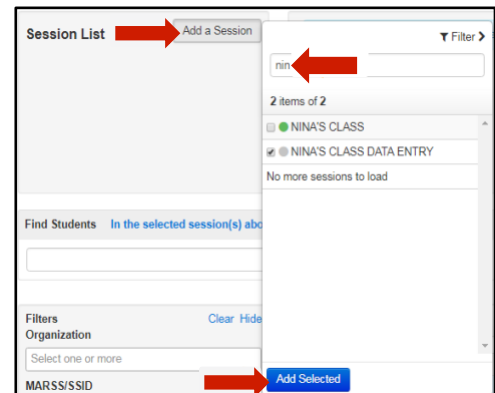 Session List
Add a Session
Filter
nin
2 items of 2
NINA'S CLASS
NINA'S CLASS DATA ENTRY
No more sessions to load
Find Students In the selected session(s) abo
Filters
Clear Hide
Organization
Select one or more
MARSS/SSID
Add Selected